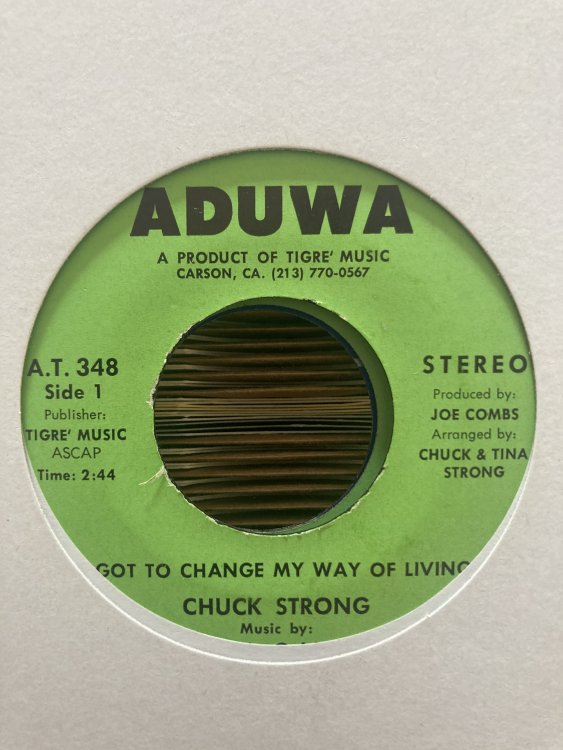 ADUWA
A PRODUCT OF TIGRE' MUSIC
CARSON, CA. (213) 770-0567
A.T. 348
Side 1
Publisher:
TIGRE' MUSIC
ASCAP
Time: 2:44
STEREO
Produced by:
JOE COMBS
Arranged by:
CHUCK & TINA
STRONG
GOT TO CHANGE MY WAY OF LIVING
CHUCK STRONG
Music by: